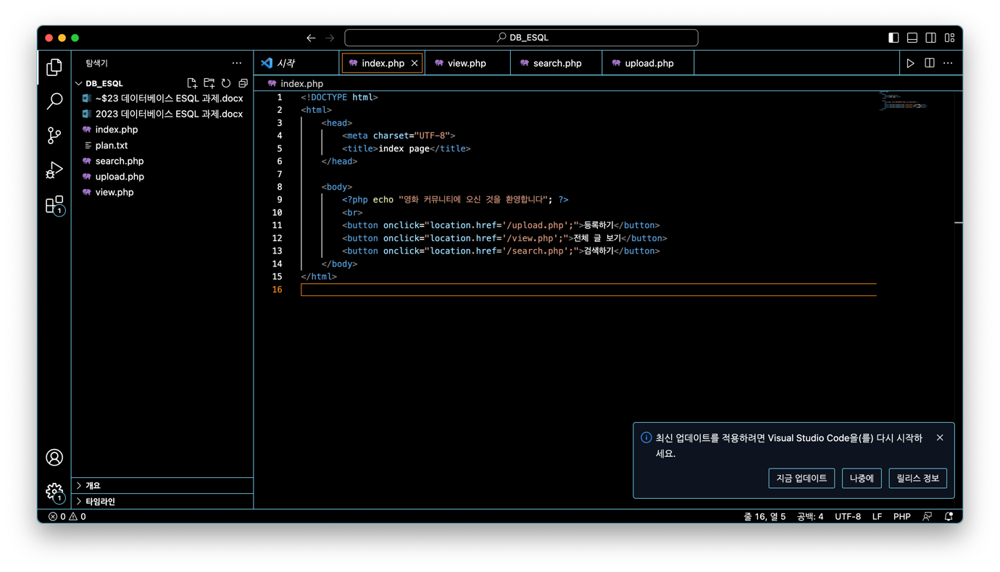 DB_ESQL
탐색기
시작
index.php
view.php
search.php
upload.php
DB_ESQL
~$23 데이터베이스 ESQL 과제.docx
2023 데이터베이스 ESQL 과제.docx
index.php
plan.txt
search.php
upload.php
view.php
개요
타임라인
index.php
1 <!DOCTYPE html>
2 <html>
3 <head>
4 <meta charset="UTF-8">
5 <title>index page</title>
6 </head>
7
8 <body>
9 <?php echo "영화 커뮤니티에 오신 것을 환영합니다"; ?>
10 <br>
11 <button onclick="location.href='/upload.php';">등록하기</button>
12 <button onclick="location.href='/view.php';">전체 글 보기</button>
13 <button onclick="location.href='/search.php';">검색하기</button>
14 </body>
15 </html>
16
1
1
최신 업데이트를 적용하려면 Visual Studio Code을(를) 다시 시작하
세요.
지금 업데이트 나중에 릴리스 정보
0 0 줄 16, 열 5 공백: 4 UTF-8 LF PHP